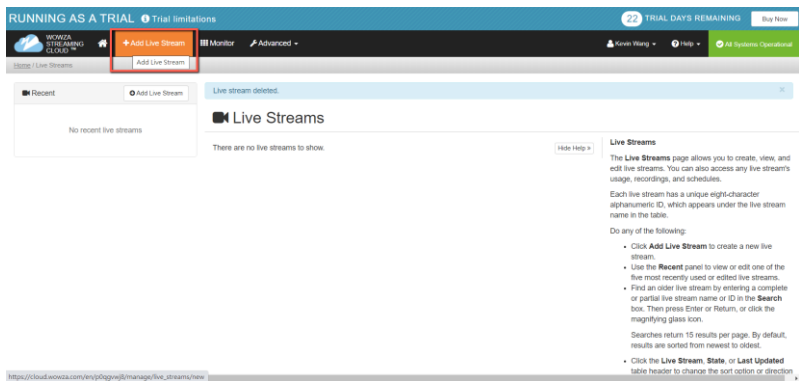 RUNNING AS A TRIAL Trial limitations
22 TRIAL DAYS REMAINING Buy Now
WOWZA
STREAMING
CLOUD ™
+ Add Live Stream Monitor Advanced
Kevin Wang Help All Systems Operational
Add Live Stream
Home / Live Streams
Recent Add Live Stream
No recent live streams
Live stream deleted. ×
Live Streams
There are no live streams to show.
Hide Help »
Live Streams
The Live Streams page allows you to create, view, and
edit live streams. You can also access any live stream's
usage, recordings, and schedules.
Each live stream has a unique eight-character
alphanumeric ID, which appears under the live stream
name in the table.
Do any of the following:
• Click Add Live Stream to create a new live
stream.
• Use the Recent panel to view or edit one of the
five most recently used or edited live streams.
• Find an older live stream by entering a complete
or partial live stream name or ID in the Search
box. Then press Enter or Return, or click the
magnifying glass icon.
Searches return 15 results per page. By default,
results are sorted from newest to oldest.
• Click the Live Stream, State, or Last Updated
table header to change the sort option or direction